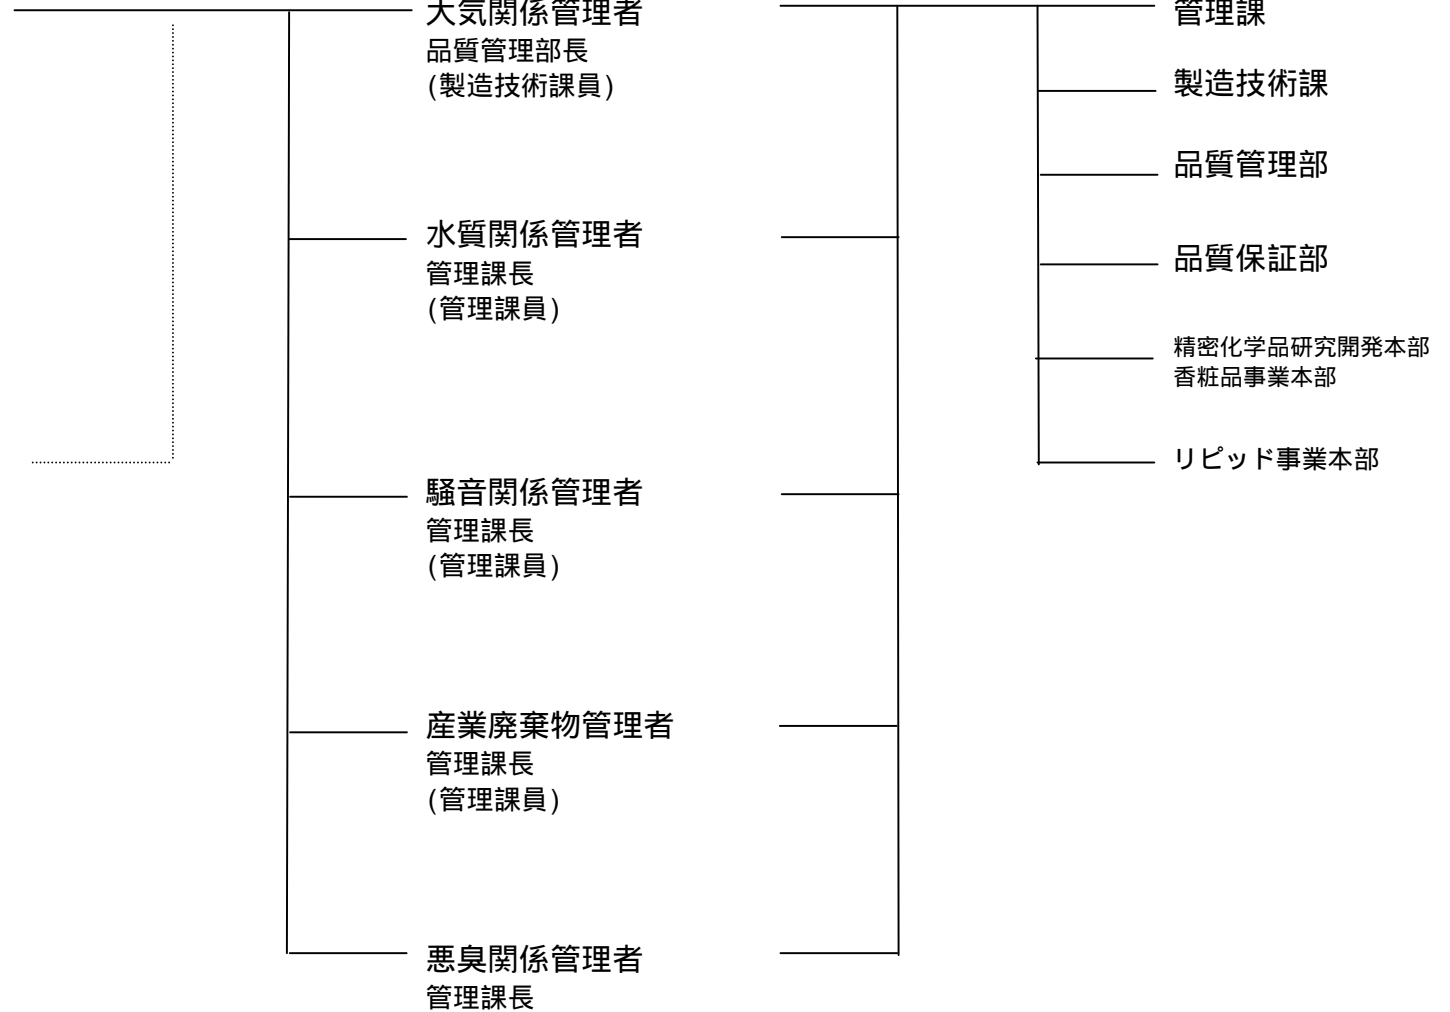 大気関係管理者
品質管理部長
(製造技術課員)
水質関係管理者
管理課長
(管理課員)
騒音関係管理者
管理課長
(管理課員)
産業廃棄物管理者
管理課長
(管理課員)
悪臭関係管理者
管理課長
管理課
製造技術課
品質管理部
品質保証部
精密化学品研究開発本部
香粧品事業本部
リピッド事業本部